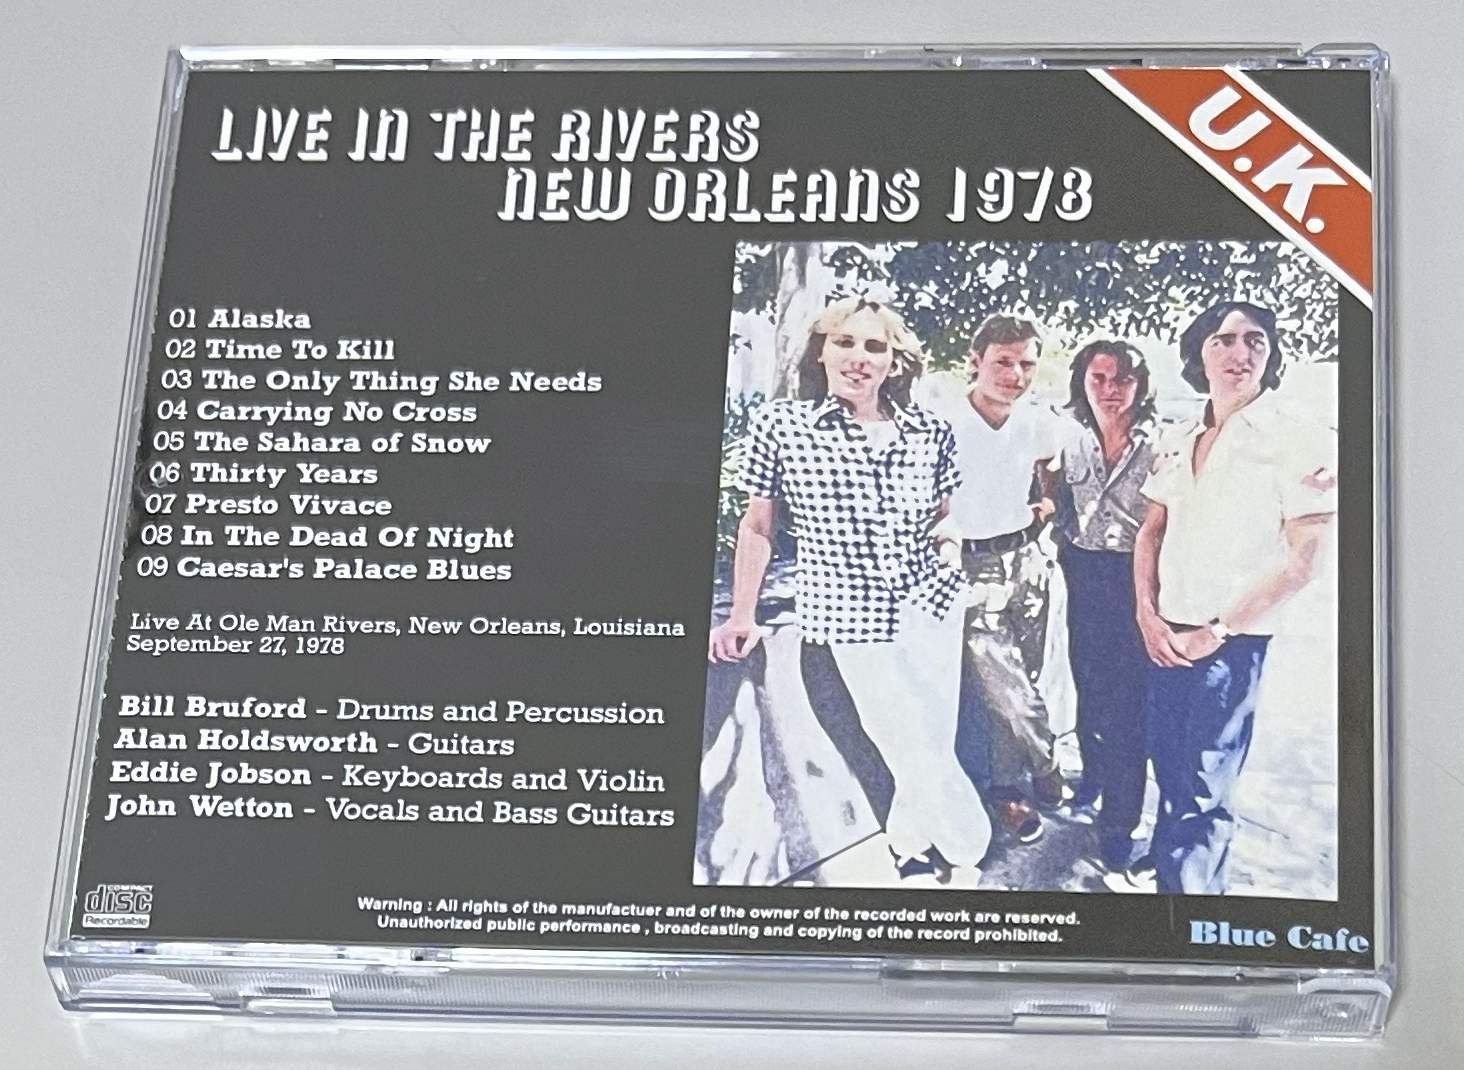 LIVE IN THE RIVERS
NEW ORLEANS 1978
U.K.
01 Alaska
02 Time To Kill
03 The Only Thing She Needs
04 Carrying No Cross
05 The Sahara of Snow
06 Thirty Years
07 Presto Vivace
08 In The Dead Of Night
09 Caesar's Palace Blues
Live At Ole Man Rivers, New Orleans, Louisiana
September 27, 1978
Bill Bruford - Drums and Percussion
Alan Holdsworth - Guitars
Eddie Jobson - Keyboards and Violin
John Wetton - Vocals and Bass Guitars
COMPACT
disc
Recordable
Warning : All rights of the manufactuer and of the owner of the recorded work are reserved.
Unauthorized public performance , broadcasting and copying of the record prohibited.
Blue Cafe